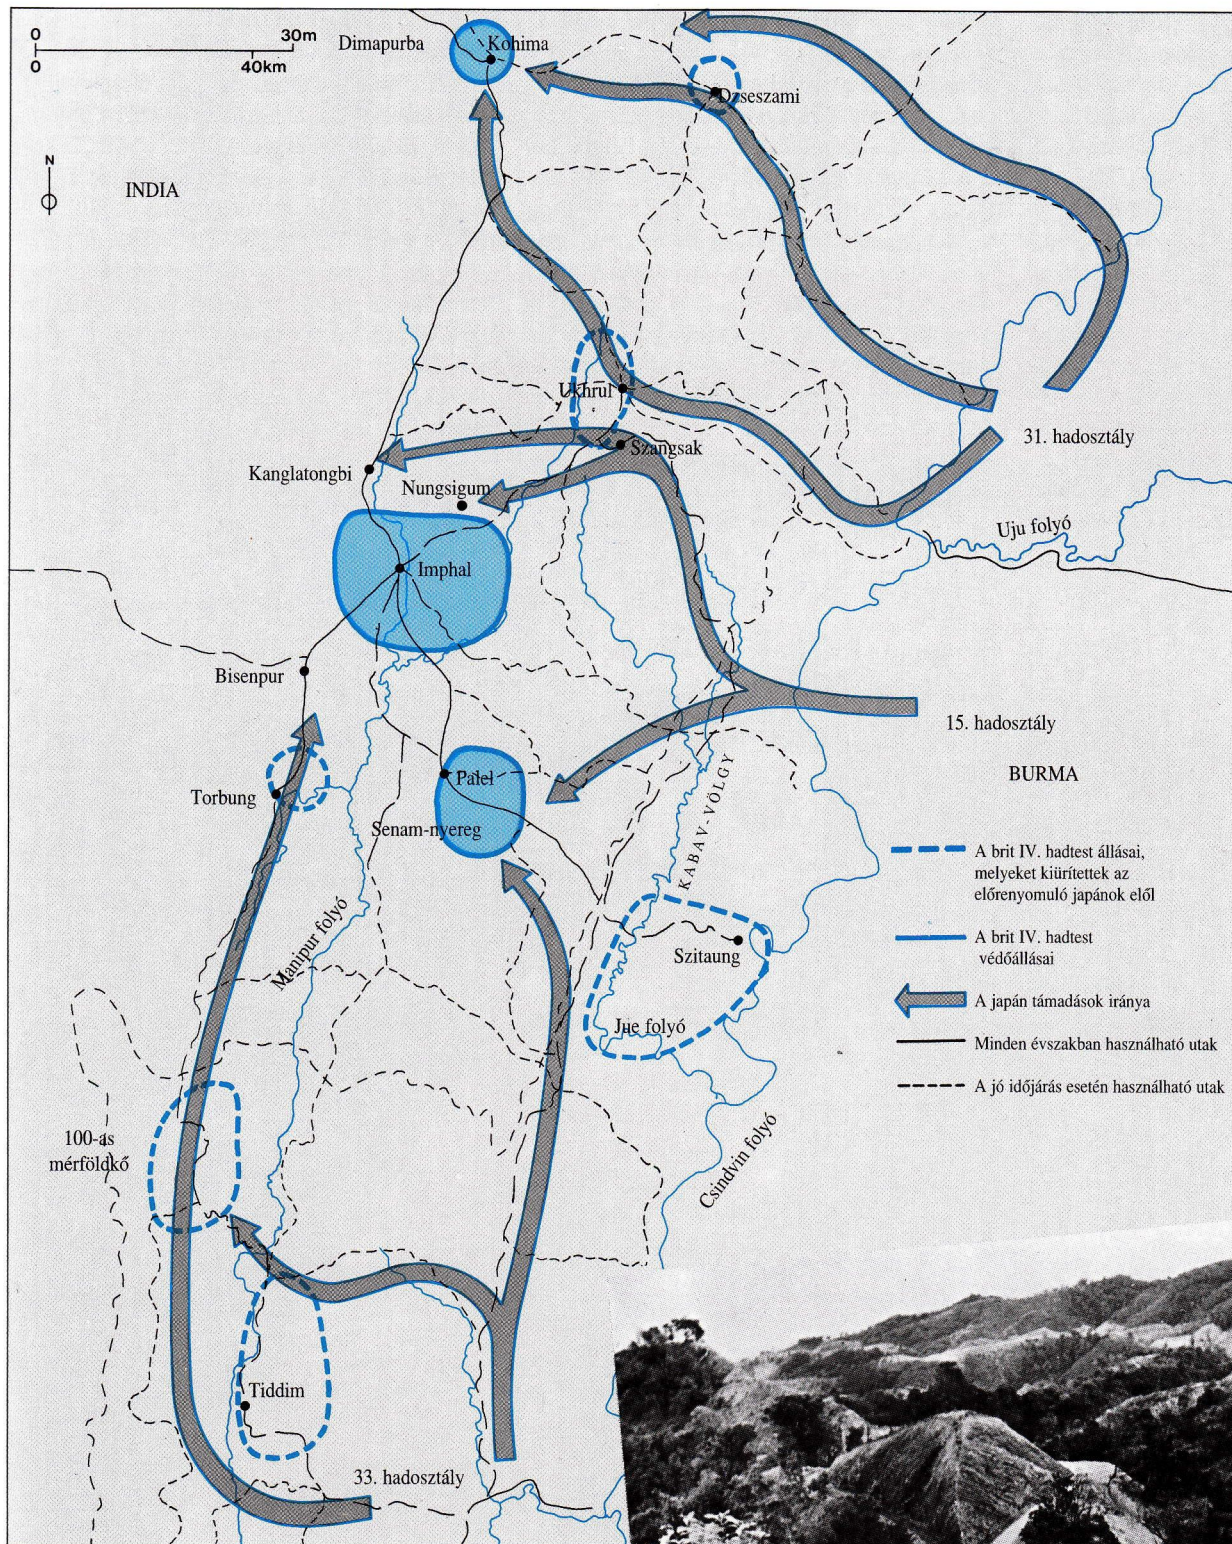 0
30m
0
40km
Dimapurba
Kohima
Dzseszami
N
INDIA
Ukhrul
31. hadosztály
Szangsak
Kanglatongbi
Nungsigum
Uju folyó
Imphal
Bisenpur
15. hadosztály
BURMA
Palel
Torbung
Senam-nyereg
KABAV-VÖLGY
A brit IV. hadtest állásai,
melyeket kiürítettek az
előrenyomuló japánok elől
A brit IV. hadtest
védőállásai
A japán támadások iránya
Minden évszakban használható utak
A jó időjárás esetén használható utak
Manipur folyó
Szitaung
Jue folyó
100-as
mérföldkő
Csindvin folyó
Tiddim
33. hadosztály